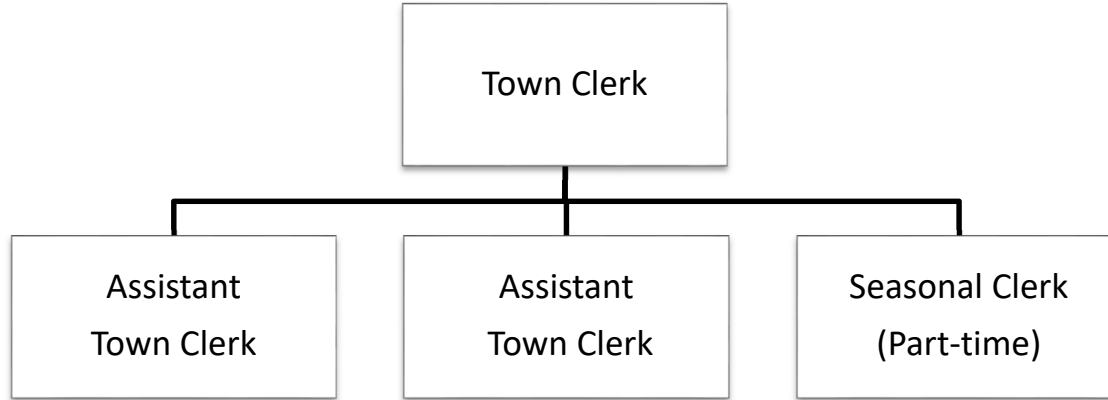 Town Clerk
Assistant
Town Clerk
Assistant
Town Clerk
Seasonal Clerk
(Part-time)